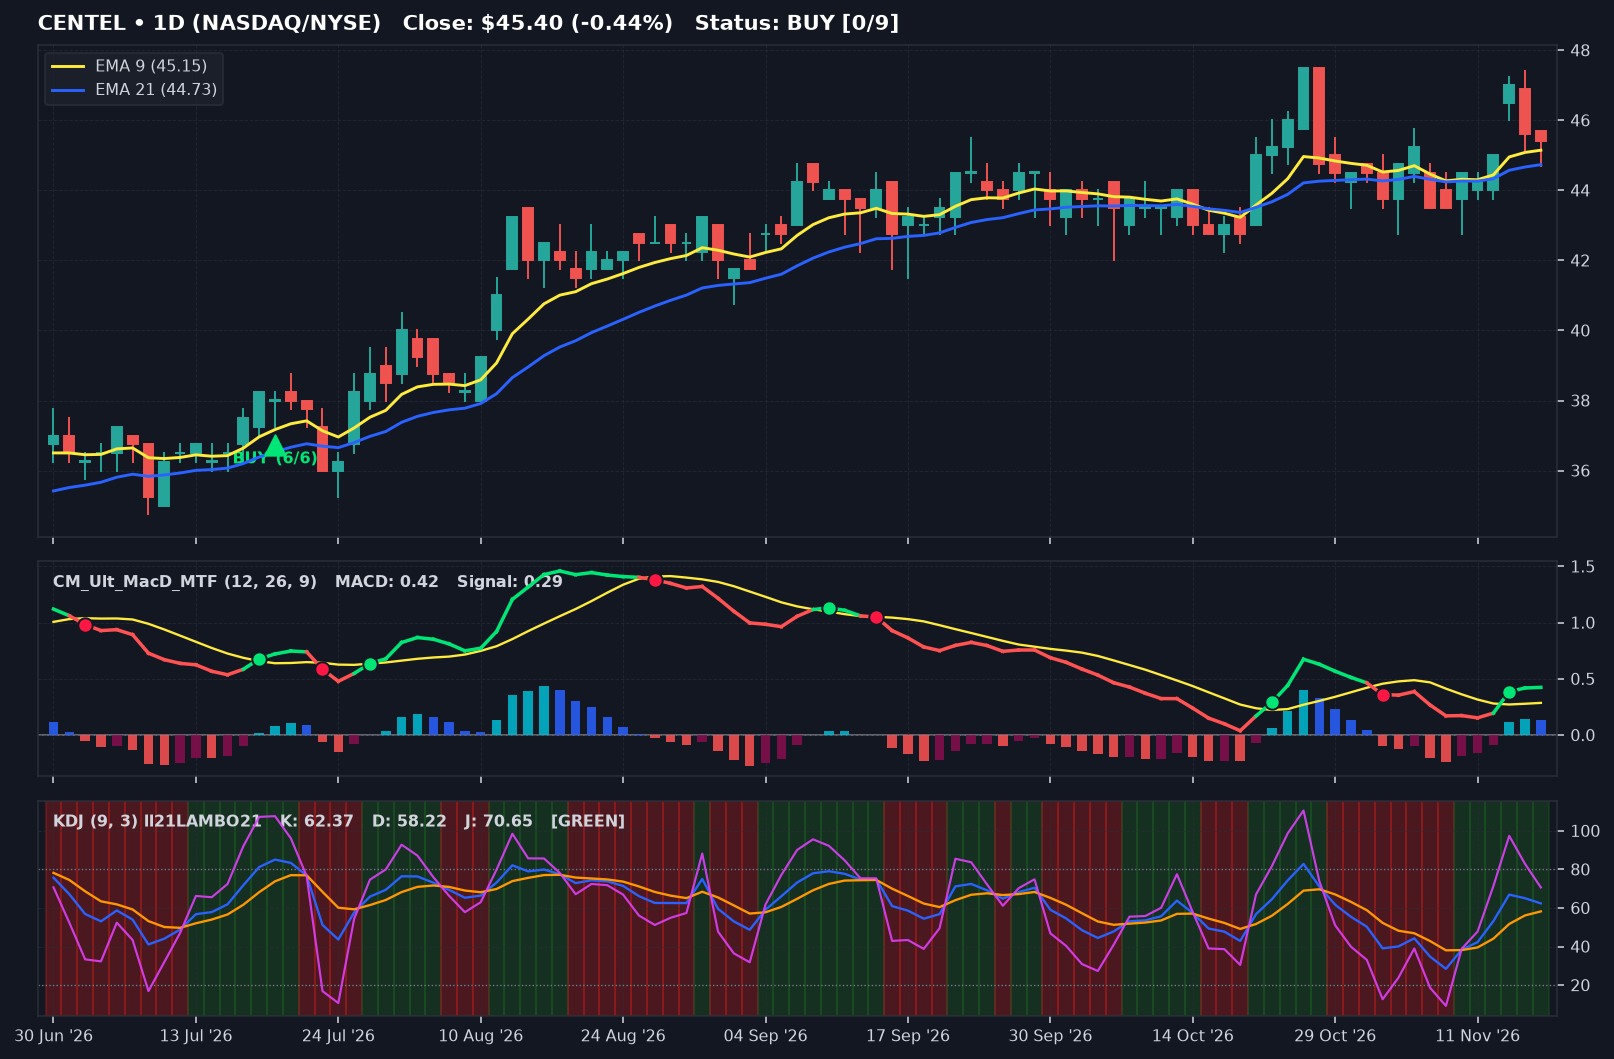 CENTEL • 1D (NASDAQ/NYSE)   Close: $45.40 (-0.44%)   Status: BUY [0/9]
EMA 9 (45.15)
EMA 21 (44.73)
48
46
44
42
40
38
36
BUY (6/6)
CM_Ult_MacD_MTF (12, 26, 9)   MACD: 0.42   Signal: 0.29
1.5
1.0
0.5
0.0
KDJ (9, 3) II21LAMBO21   K: 62.37   D: 58.22   J: 70.65   [GREEN]
100
80
60
40
20
30 Jun '26   13 Jul '26   24 Jul '26   10 Aug '26   24 Aug '26   04 Sep '26   17 Sep '26   30 Sep '26   14 Oct '26   29 Oct '26   11 Nov '26